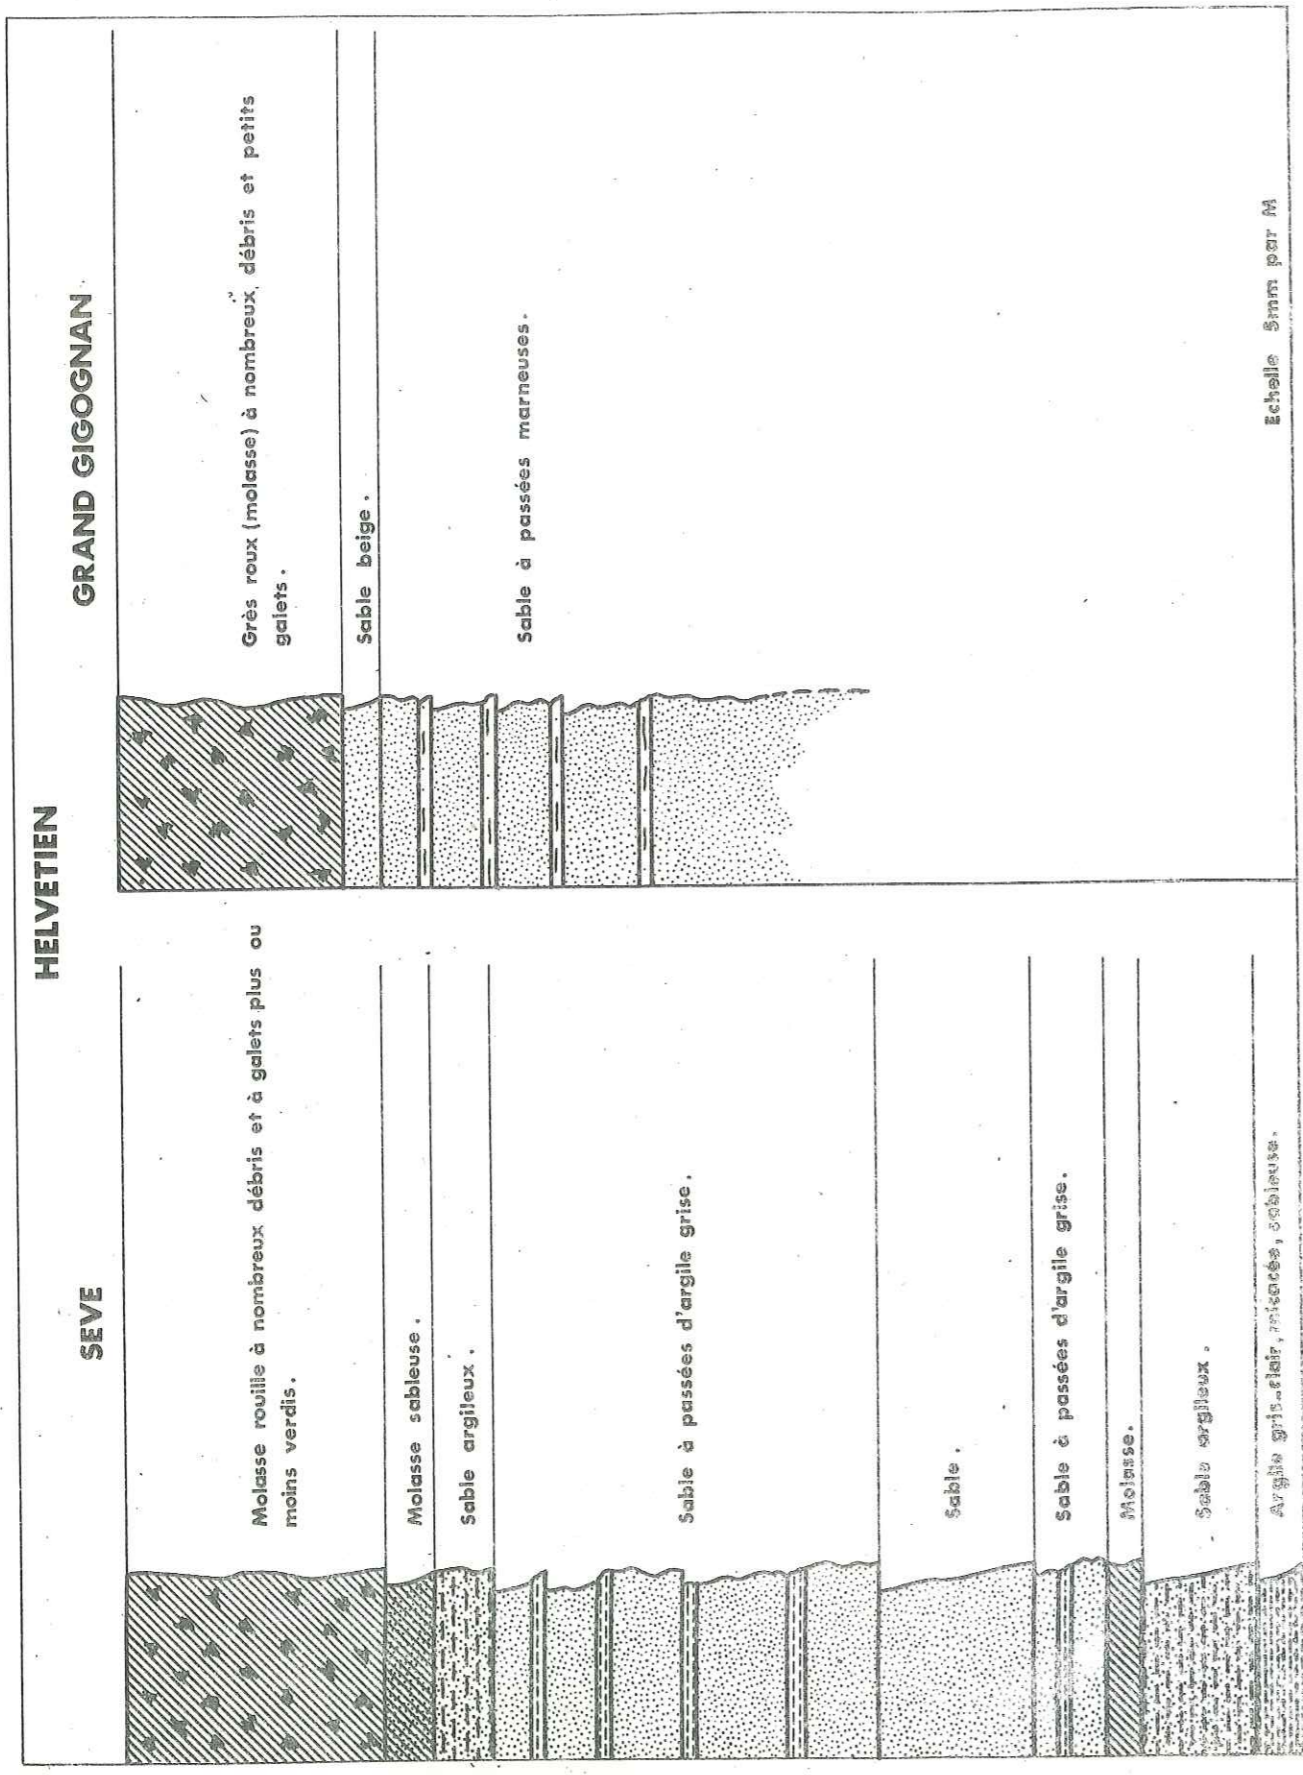 HELVETIEN
SEVE
Molasse rouille à nombreux débris et à galets plus ou
moins verdis.
Molasse sableuse.
Sable argileux.
Sable à passées d'argile grise.
Sable.
Sable à passées d'argile grise.
Molasse.
Sable argileux.
Argile gris-clair, micacée, sableuse.
GRAND GIGOGNAN
Grès roux (molasse) à nombreux débris et petits
galets.
Sable beige.
Sable à passées marneuses.
Echelle 5mm par M